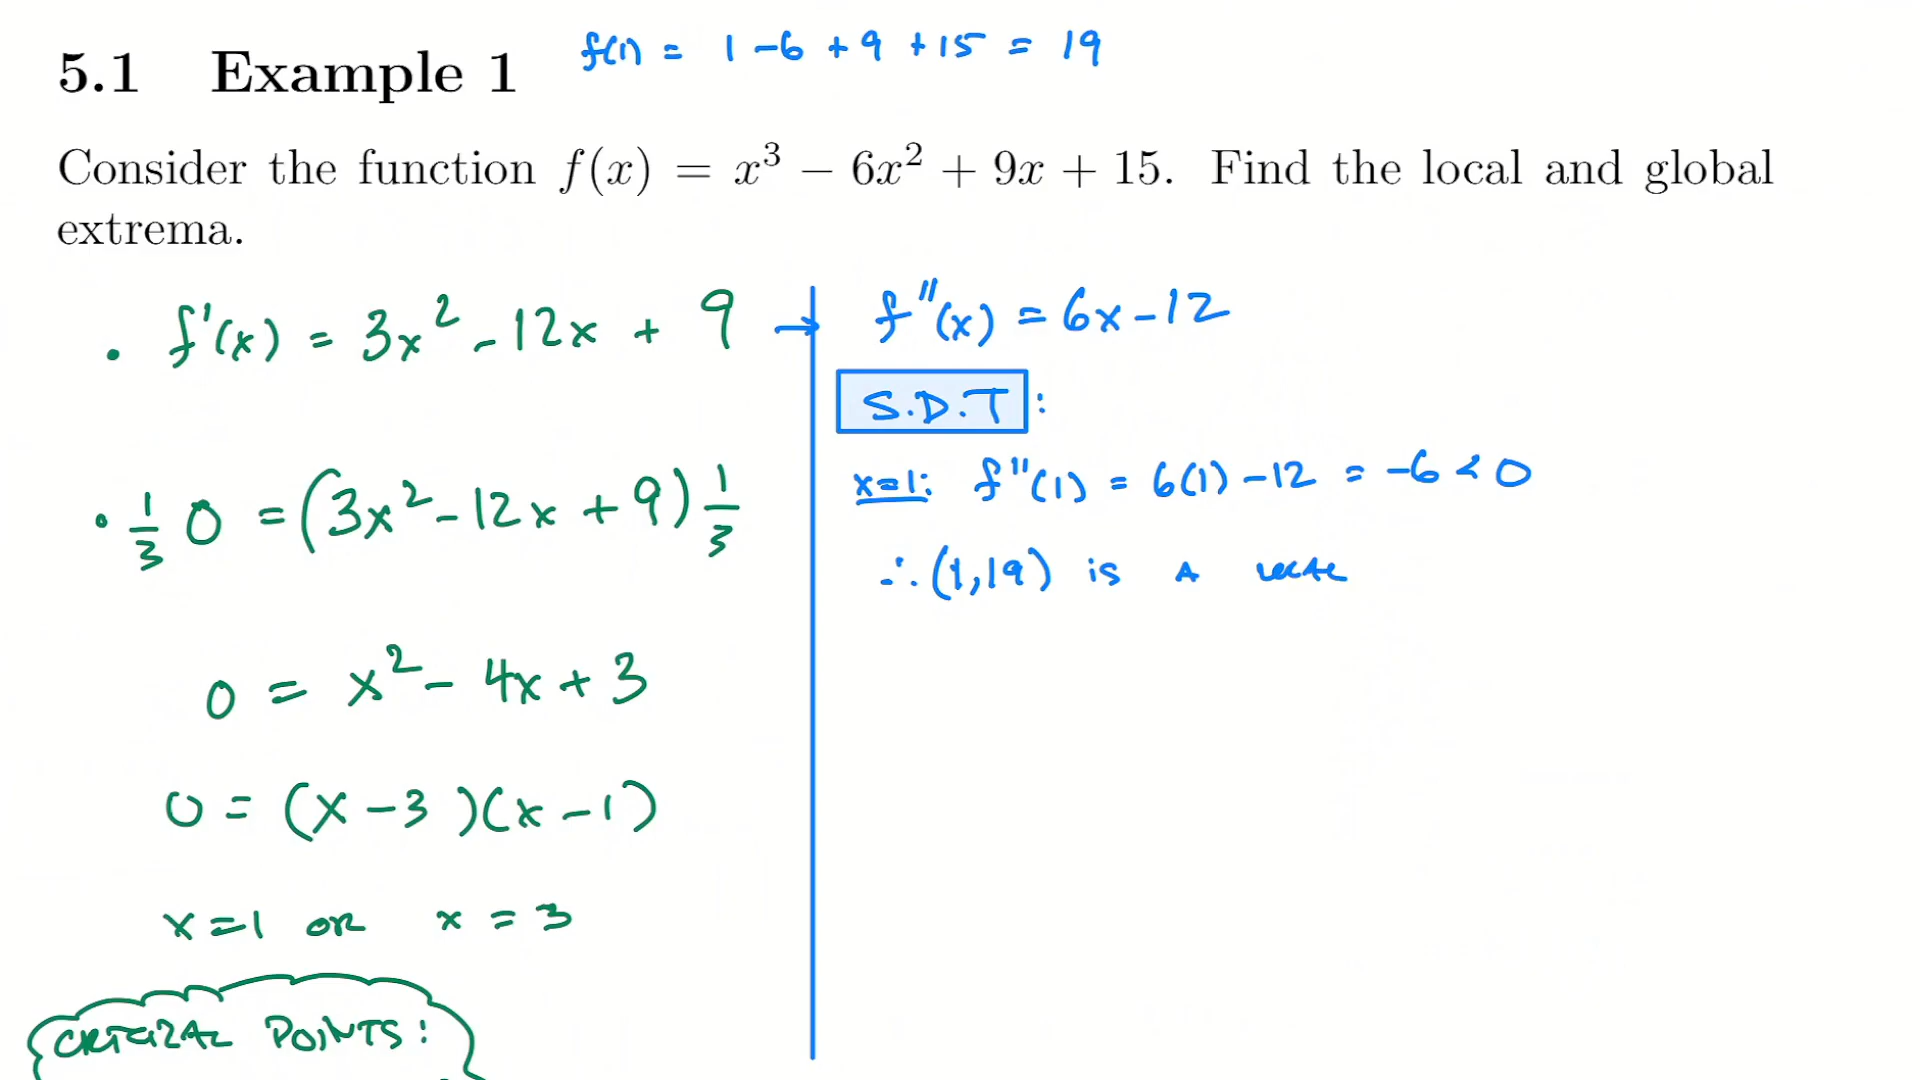 5.1 Example 1
f(1) = 1 - 6 + 9 + 15 = 19
Consider the function f(x) = x³ − 6x² + 9x + 15. Find the local and global
extrema.
• f'(x) = 3x² - 12x + 9 →
• 1/3 0 = (3x² - 12x + 9) 1/3
0 = x² - 4x + 3
0 = (x - 3)(x - 1)
x = 1 or x = 3
CRITICAL POINTS:
f''(x) = 6x - 12
S.D.T :
x=1: f''(1) = 6(1) - 12 = -6 < 0
∴ (1,19) is A